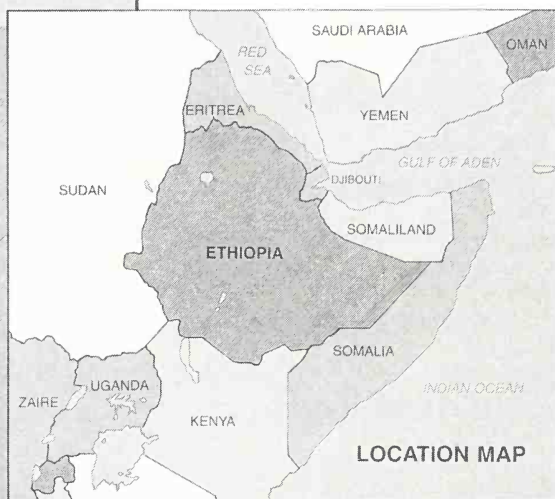 SAUDI ARABIA
OMAN
RED
SEA
ERITREA
YEMEN
GULF OF ADEN
SUDAN
DJIBOUTI
SOMALILAND
ETHIOPIA
SOMALIA
UGANDA
ZAIRE
KENYA
INDIAN OCEAN
LOCATION MAP